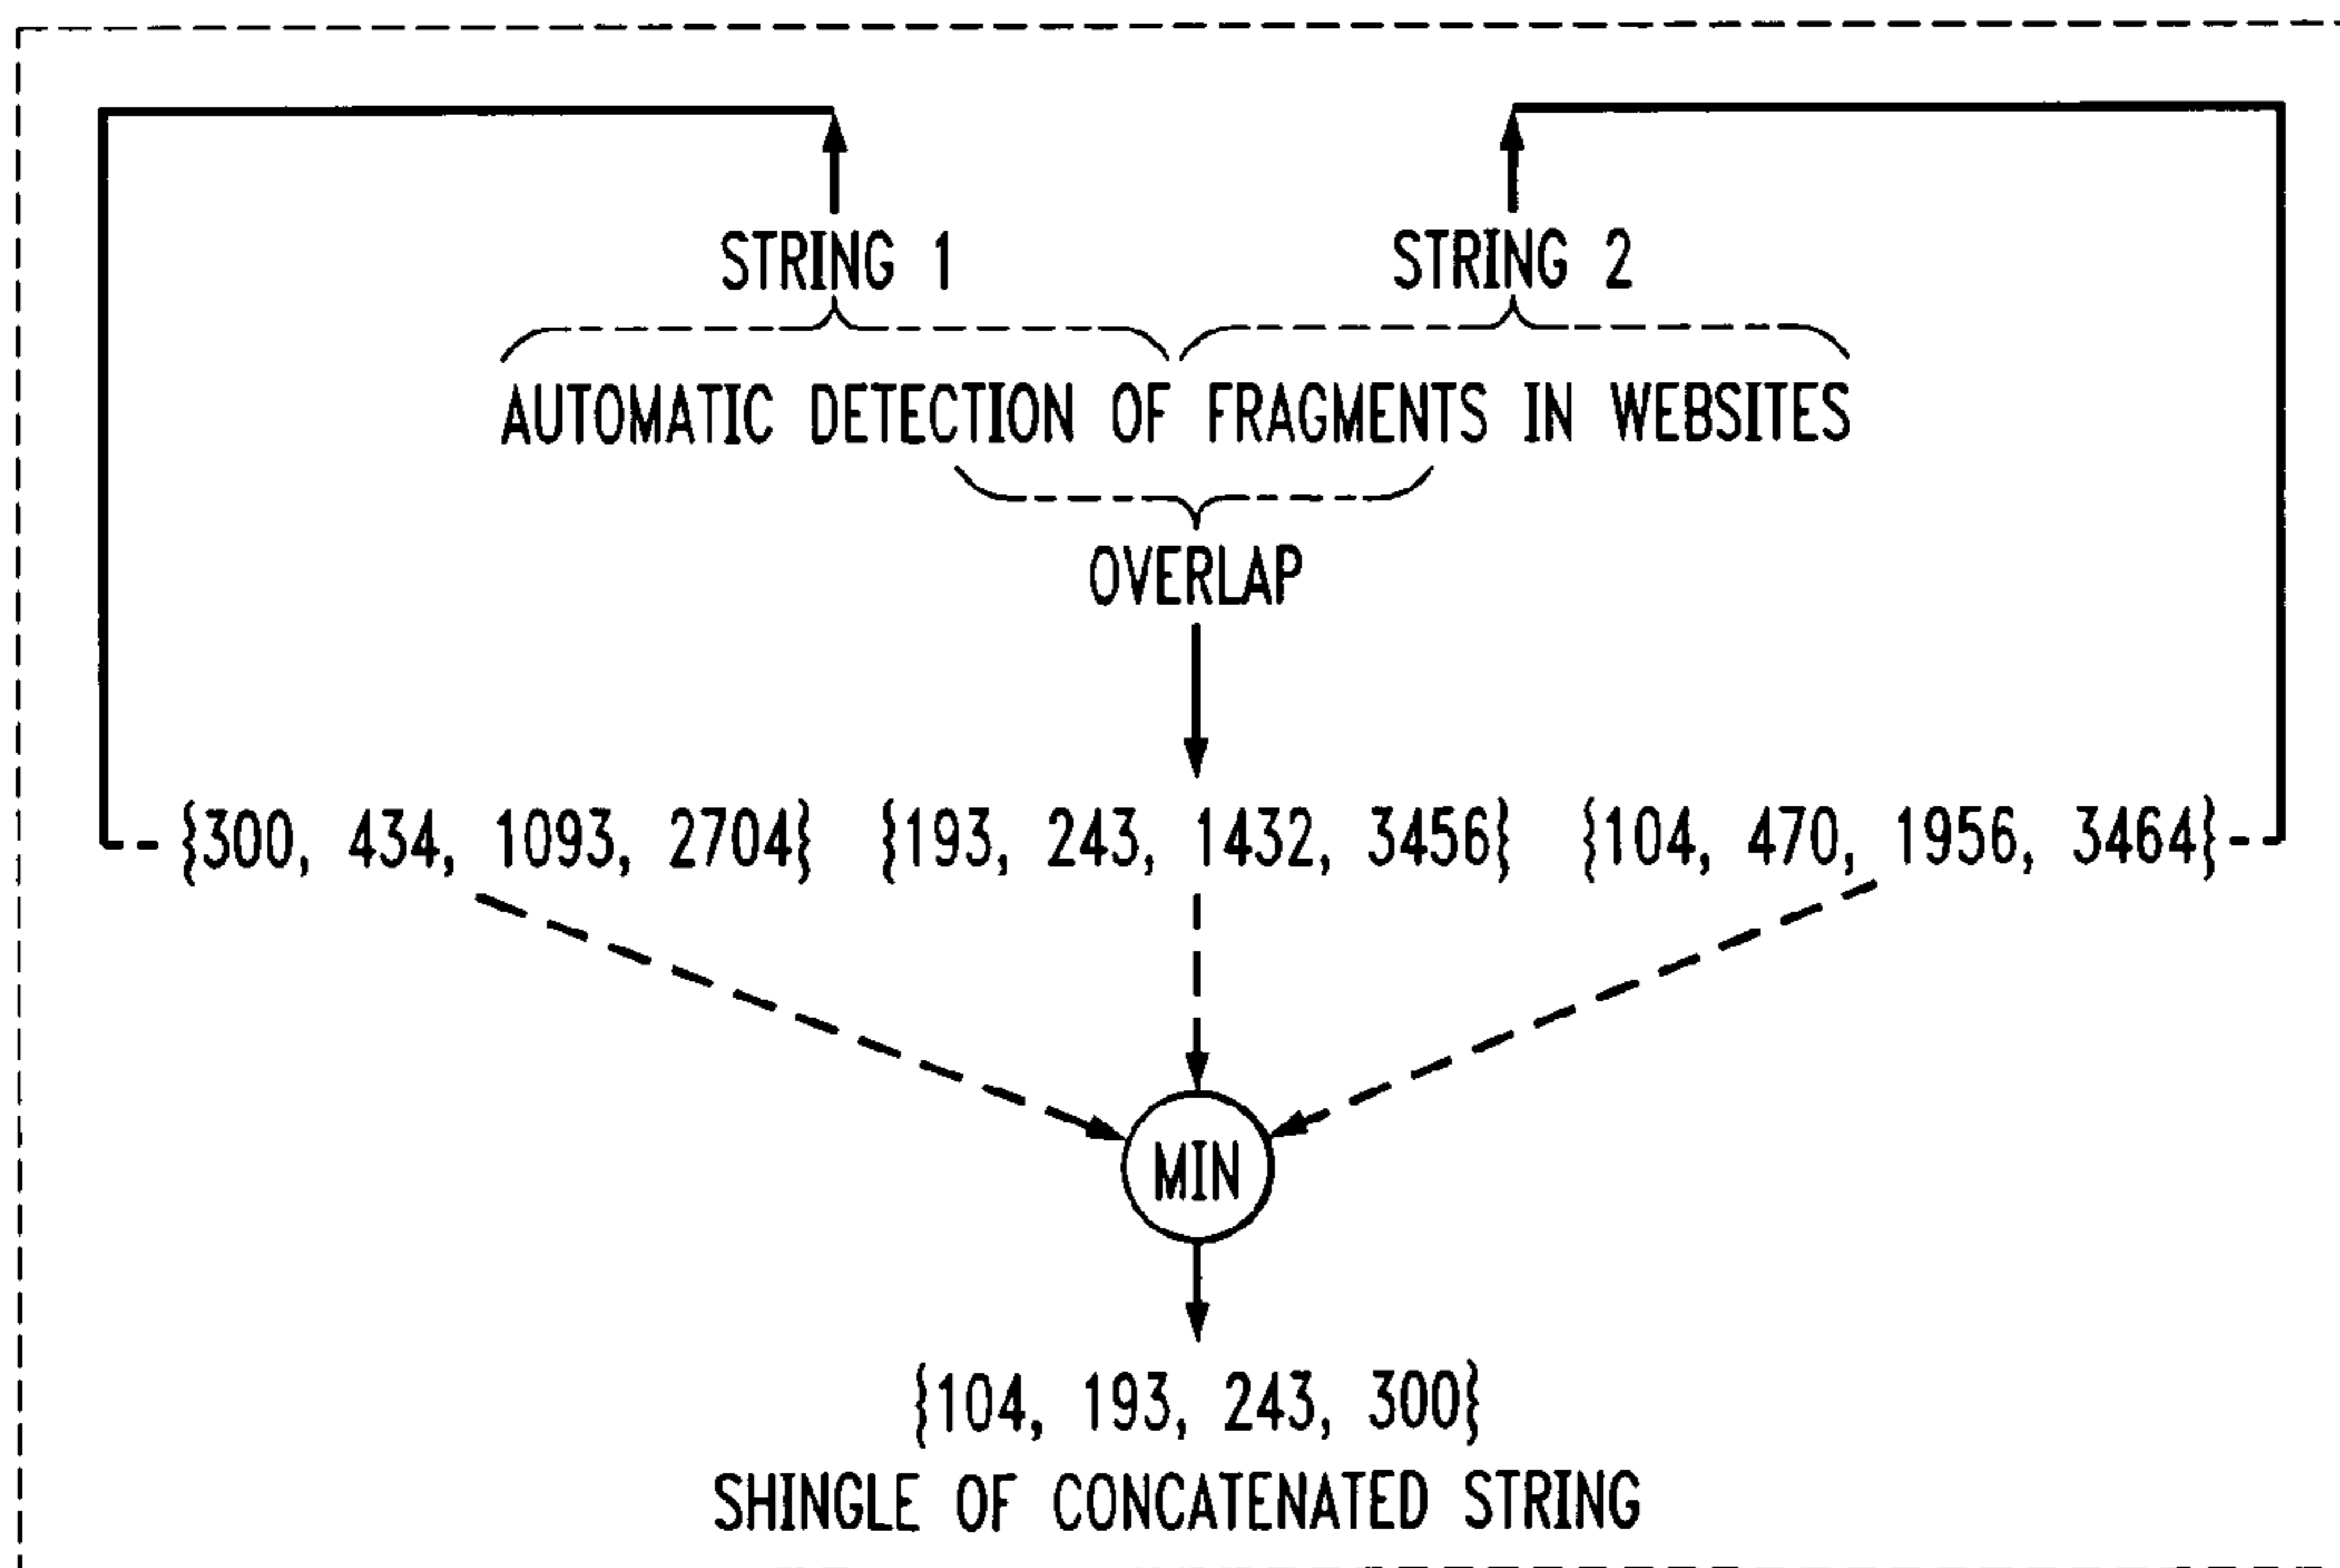 STRING 1 STRING 2
AUTOMATIC DETECTION OF FRAGMENTS IN WEBSITES
OVERLAP
{300, 434, 1093, 2704} {193, 243, 1432, 3456} {104, 470, 1956, 3464}
MIN
{104, 193, 243, 300}
SHINGLE OF CONCATENATED STRING